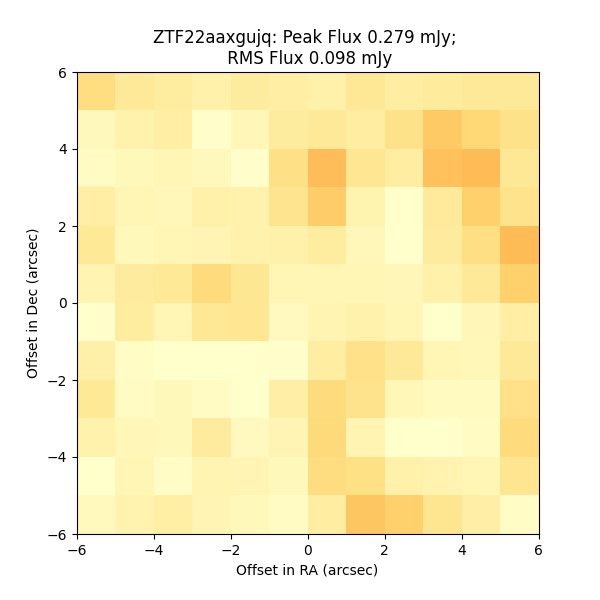 ZTF22aaxgujq: Peak Flux 0.279 mJy;
RMS Flux 0.098 mJy
6
4
2
0
−2
−4
−6
Offset in Dec (arcsec)
−6 −4 −2 0 2 4 6
Offset in RA (arcsec)